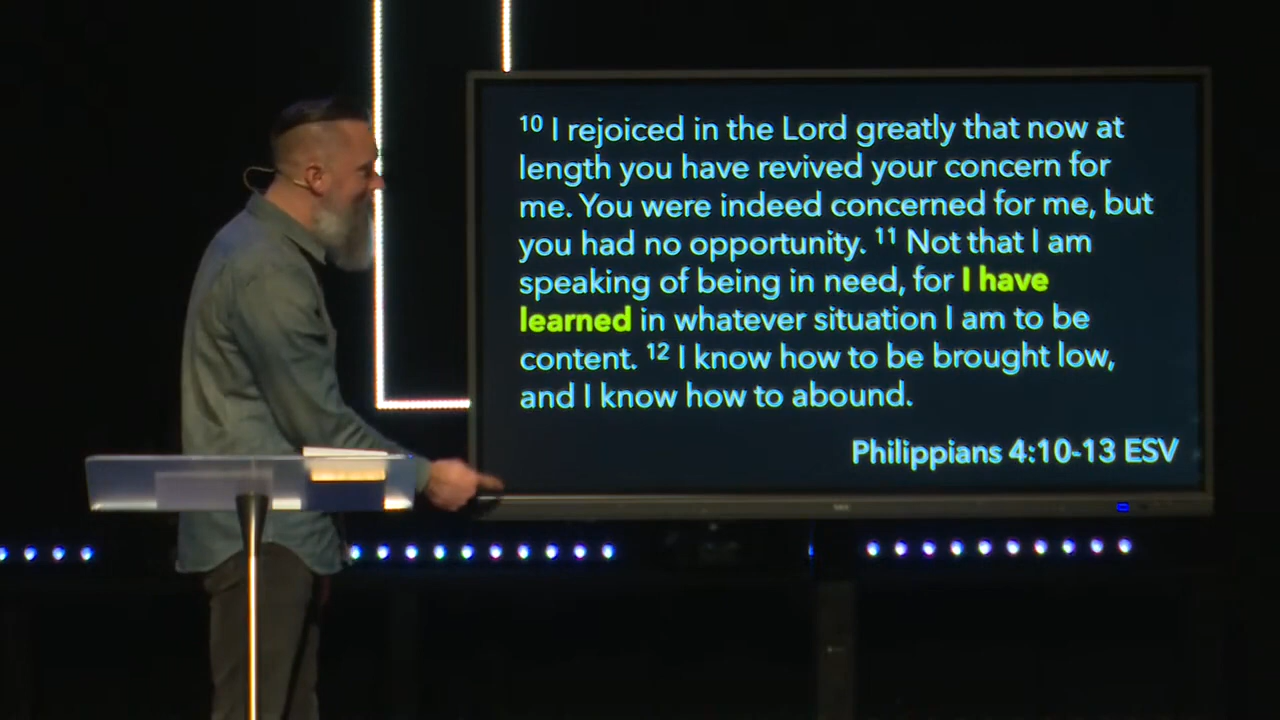 ¹⁰ I rejoiced in the Lord greatly that now at
length you have revived your concern for
me. You were indeed concerned for me, but
you had no opportunity. ¹¹ Not that I am
speaking of being in need, for I have
learned in whatever situation I am to be
content. ¹² I know how to be brought low,
and I know how to abound.
Philippians 4:10-13 ESV
NEC